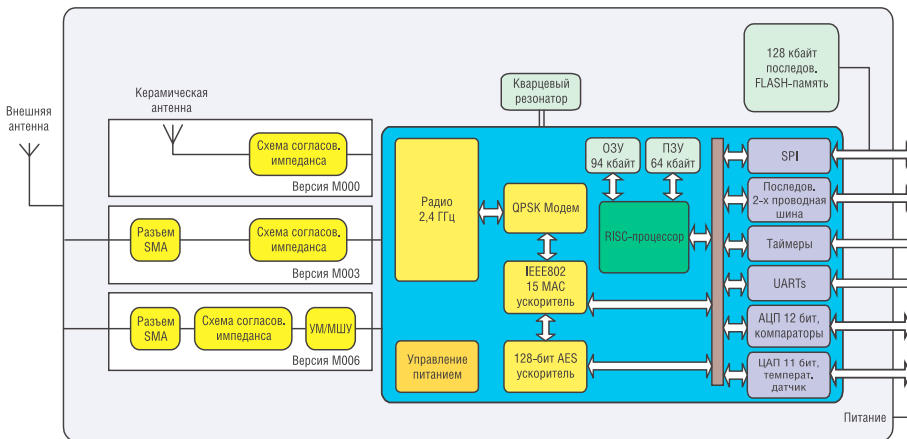 Внешняя
антенна
Керамическая
антенна
Схема согласов.
импеданса
Версия М000
Разъем
SMA
Схема согласов.
импеданса
Версия М003
Разъем
SMA
Схема согласов.
импеданса
УМ/МШУ
Версия М006
Кварцевый
резонатор
128 кбайт
послед.
FLASH-память
Радио
2,4 ГГц
Управление
питанием
QPSK Модем
IEEE802
15 MAC
ускоритель
128-бит AES
ускоритель
ОЗУ
94 кбайт
ПЗУ
64 кбайт
RISC-процессор
SPI
Послед.
2-х проводная
шина
Таймеры
UARTs
АЦП 12 бит,
компараторы
ЦАП 11 бит,
температ.
датчик
Питание